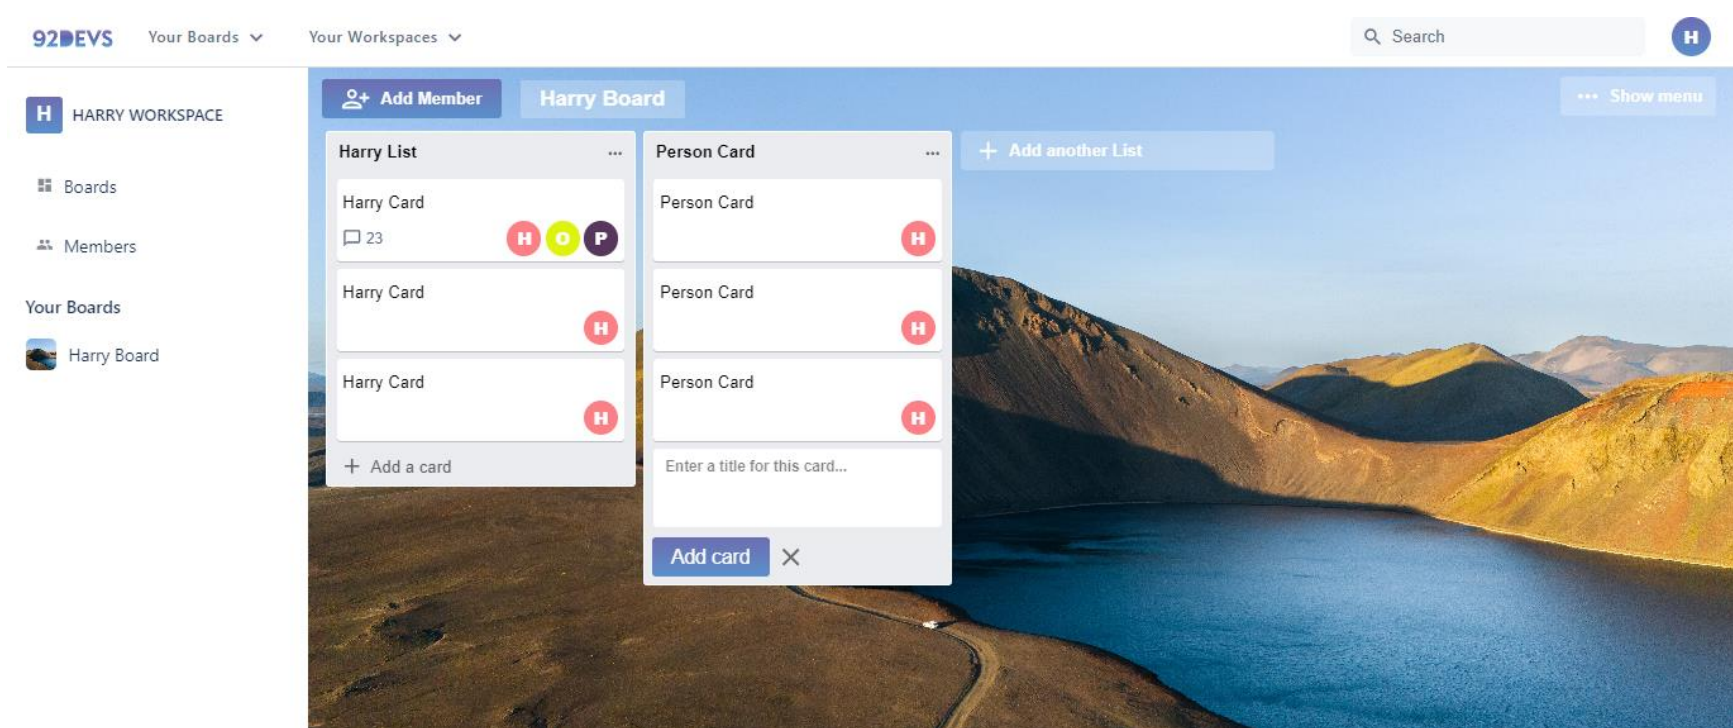 92DEVS Your Boards Your Workspaces Search H
H HARRY WORKSPACE
Boards
Members
Your Boards
Harry Board
Add Member Harry Board ... Show menu
Harry List ...
Harry Card
23 H O P
Harry Card
H
Harry Card
H
+ Add a card
Person Card ...
Person Card
H
Person Card
H
Person Card
H
Enter a title for this card...
Add card
+ Add another List